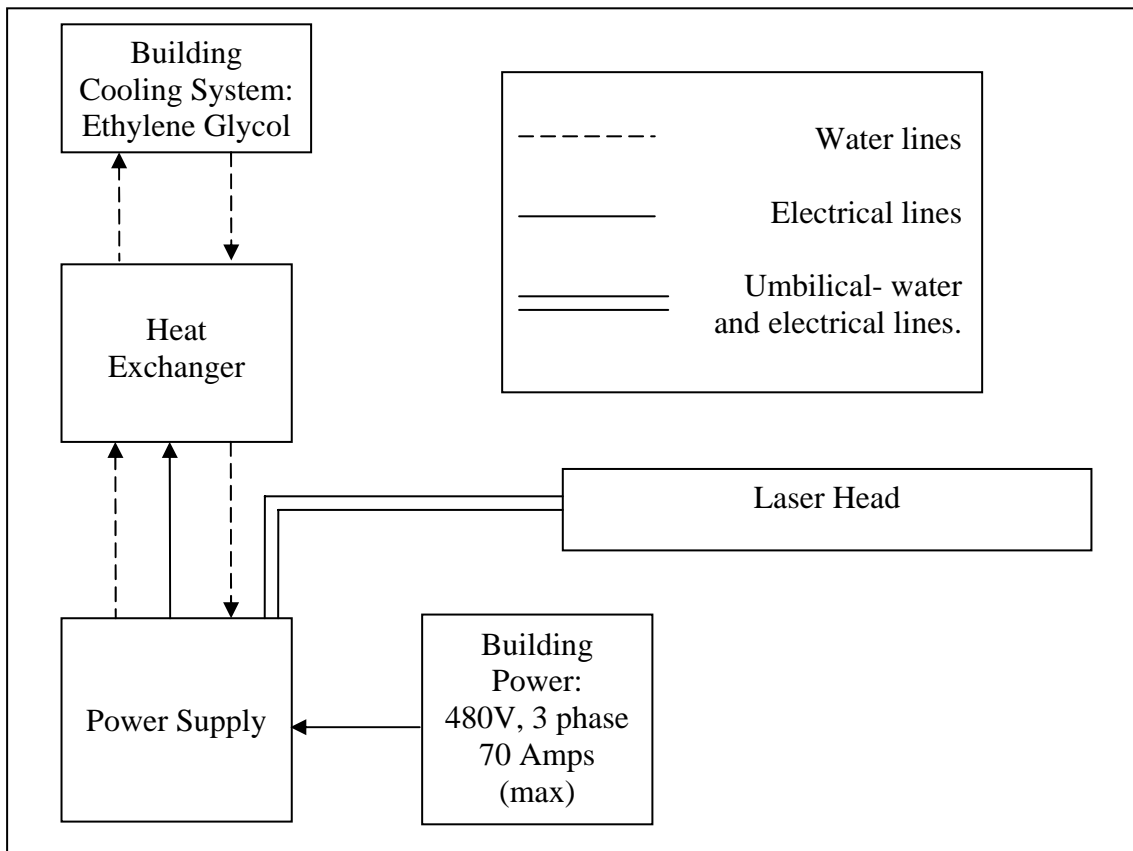 Building
Cooling System:
Ethylene Glycol
Water lines
Electrical lines
Umbilical- water
and electrical lines.
Heat
Exchanger
Laser Head
Power Supply
Building
Power:
480V, 3 phase
70 Amps
(max)